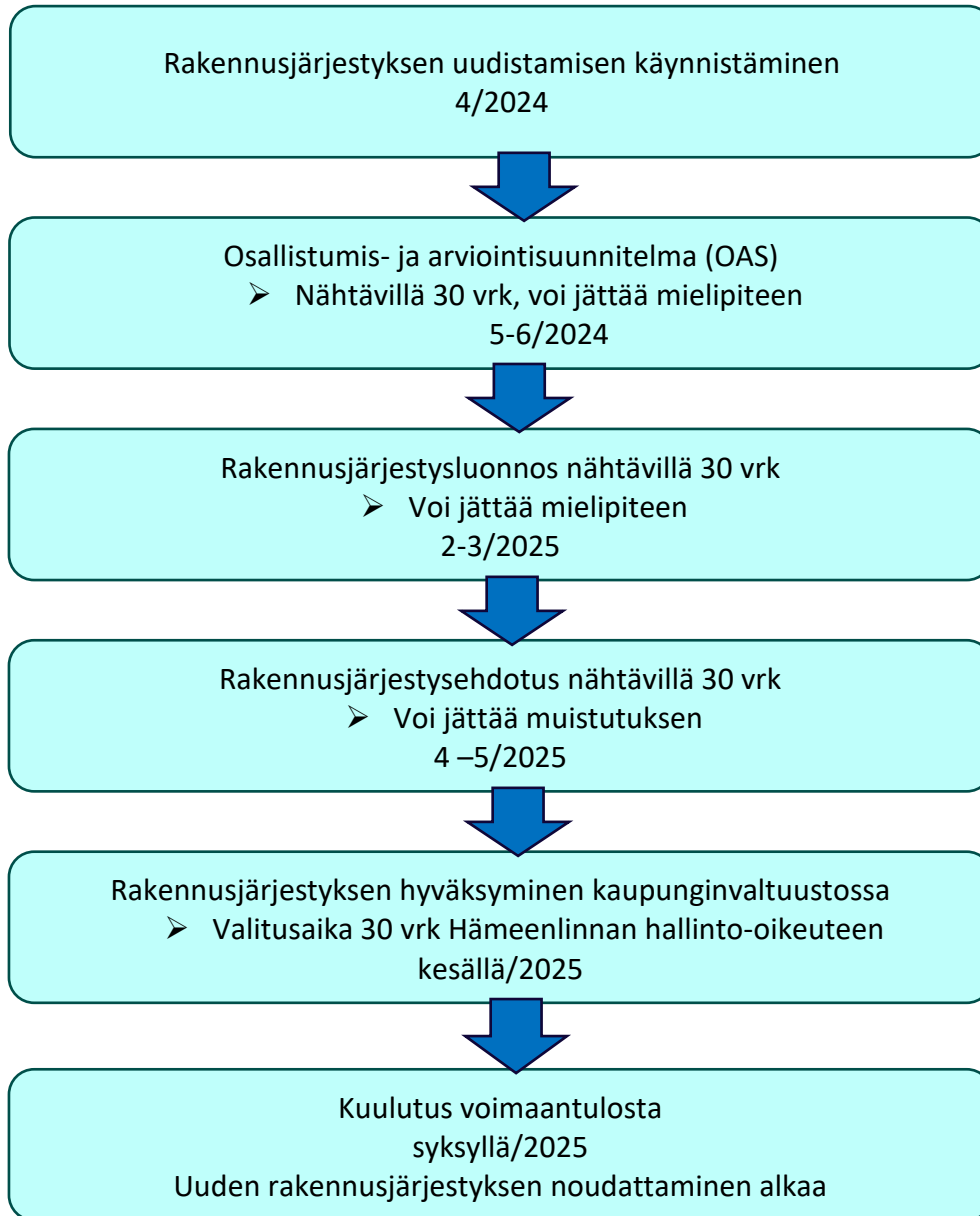 Rakennusjärjestyksen uudistamisen käynnistäminen
4/2024
Osallistumis- ja arviointisuunnitelma (OAS)
➢ Nähtävillä 30 vrk, voi jättää mielipiteen
5-6/2024
Rakennusjärjestysluonnos nähtävillä 30 vrk
➢ Voi jättää mielipiteen
2-3/2025
Rakennusjärjestysehdotus nähtävillä 30 vrk
➢ Voi jättää muistutuksen
4 –5/2025
Rakennusjärjestyksen hyväksyminen kaupunginvaltuustossa
➢ Valitusaika 30 vrk Hämeenlinnan hallinto-oikeuteen
kesällä/2025
Kuulutus voimaantulosta
syksyllä/2025
Uuden rakennusjärjestyksen noudattaminen alkaa